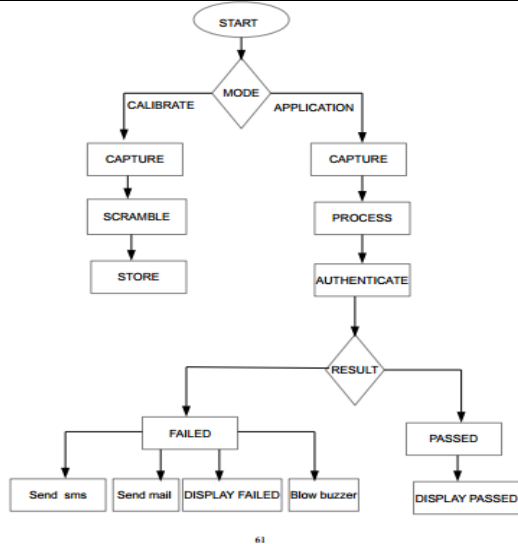 START
MODE
CALIBRATE
APPLICATION
CAPTURE
CAPTURE
SCRAMBLE
PROCESS
STORE
AUTHENTICATE
RESULT
FAILED
PASSED
Send sms
Send mail
DISPLAY FAILED
Blow buzzer
DISPLAY PASSED
61